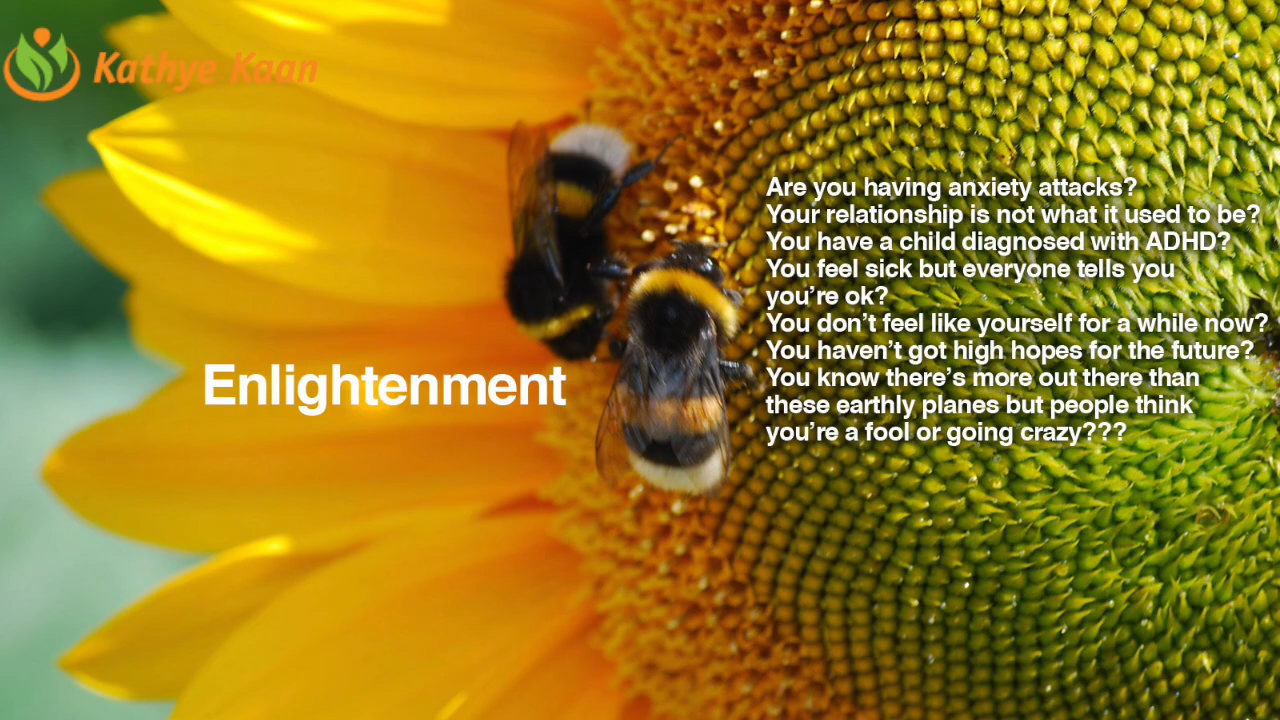 Kathye Kaan
Enlightenment
Are you having anxiety attacks?
Your relationship is not what it used to be?
You have a child diagnosed with ADHD?
You feel sick but everyone tells you
you’re ok?
You don’t feel like yourself for a while now?
You haven’t got high hopes for the future?
You know there’s more out there than
these earthly planes but people think
you’re a fool or going crazy???